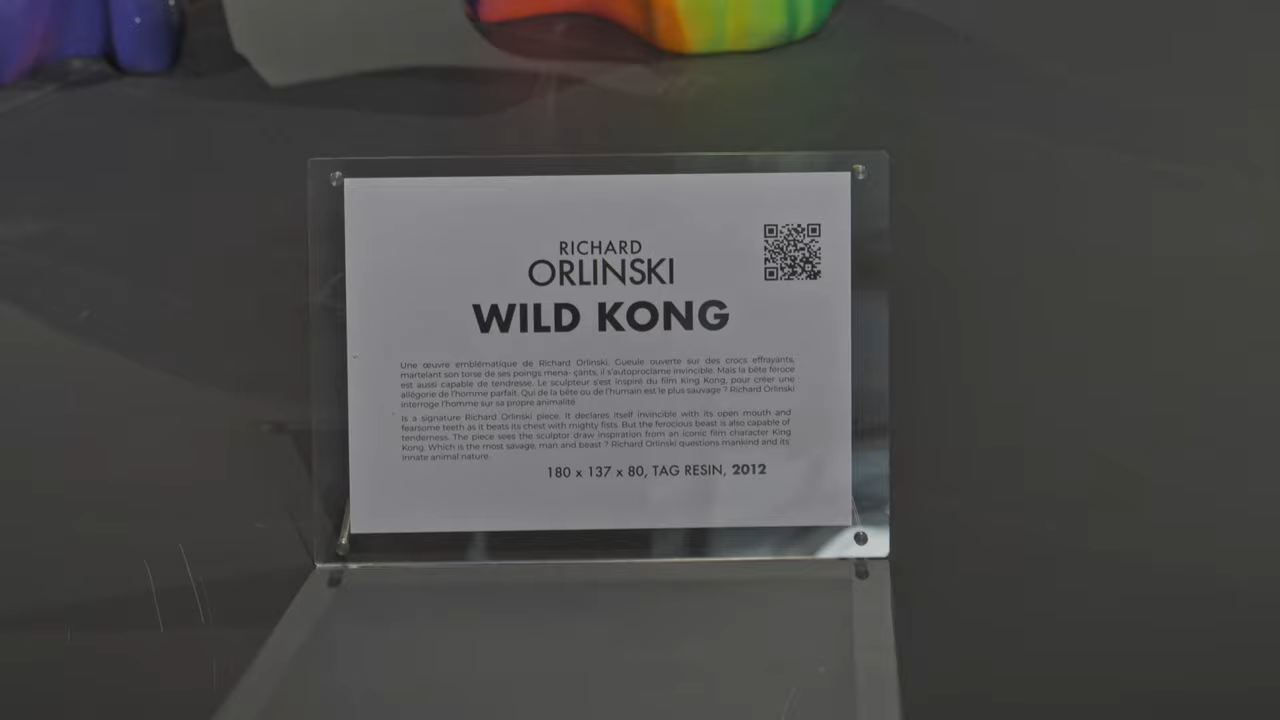 RICHARD
ORLINSKI
WILD KONG
Une œuvre emblématique de Richard Orlinski. Gueule ouverte sur des crocs effrayants,
martelant son torse de ses poings mena- çants, il s'autoproclame invincible. Mais la bête féroce
est aussi capable de tendresse. Le sculpteur s'est inspiré du film King Kong, pour créer une
allégorie de l'homme parfait. Qui de la bête ou de l'humain est le plus sauvage ? Richard Orlinski
interroge l'homme sur sa propre animalité.
Is a signature Richard Orlinski piece. It declares itself invincible with its open mouth and
fearsome teeth as it beats its chest with mighty fists. But the ferocious beast is also capable of
tenderness. The piece sees the sculptor draw inspiration from an iconic film character King
Kong. Which is the most savage, man and beast ? Richard Orlinski questions mankind and its
innate animal nature.
180 x 137 x 80, TAG RESIN, 2012